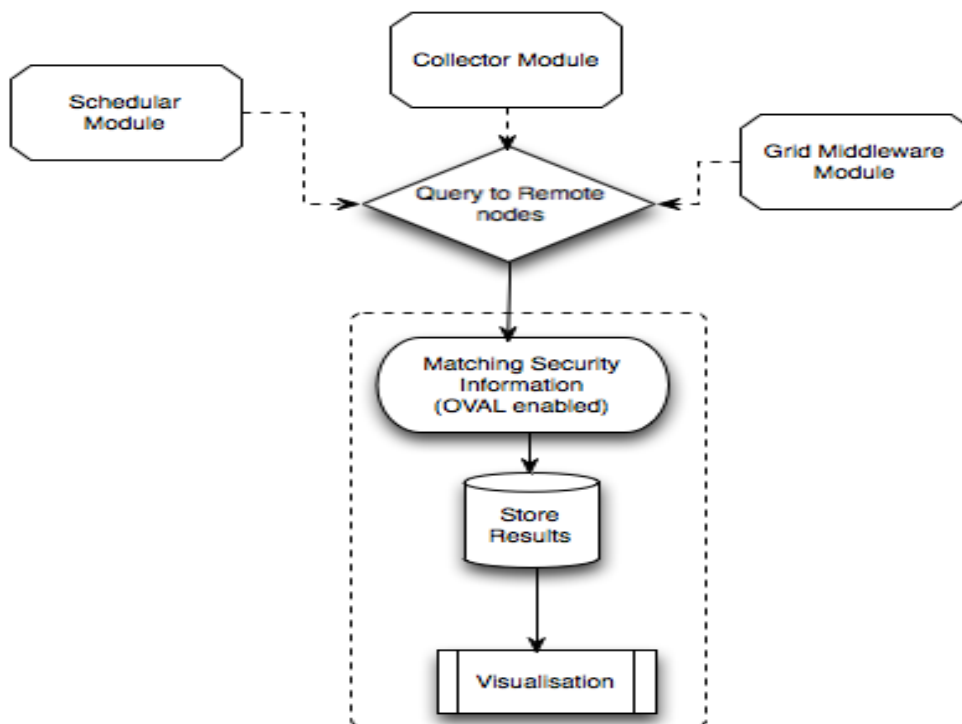 Collector Module
Schedular
Module
Grid Middleware
Module
Query to Remote
nodes
Matching Security
Information
(OVAL enabled)
Store
Results
Visualisation